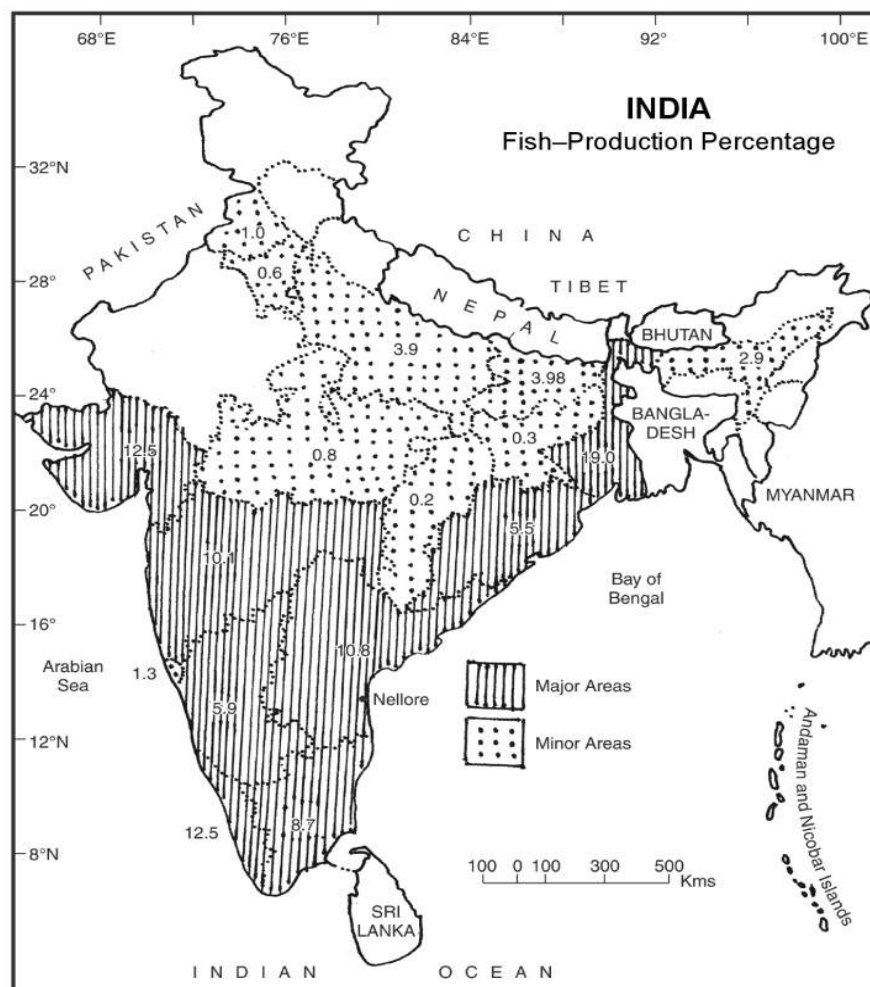 68°E 76°E 84°E 92°E 100°E
INDIA
Fish–Production Percentage
32°N
PAKISTAN
1.0
CHINA
28°N
0.6
TIBET
NEPAL
BHUTAN
3.9
2.9
24°N
3.98
BANGLA-
DESH
12.5
0.8
0.3
19.0
0.2
MYANMAR
20°N
5.5
10.1
Bay of
Bengal
16°N
10.8
Arabian
Sea
1.3
Major Areas
5.9
Nellore
Minor Areas
12°N
Andaman and Nicobar Islands
12.5
8.7
8°N
100 0 100 300 500
Kms
SRI
LANKA
INDIAN OCEAN